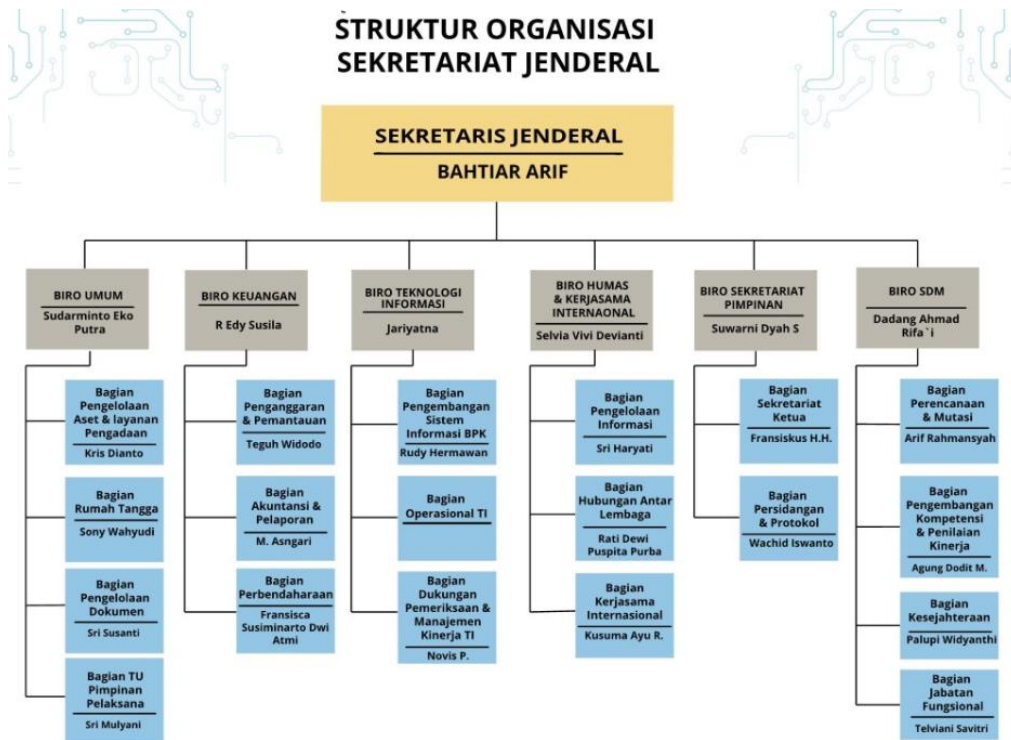 STRUKTUR ORGANISASI
SEKRETARIAT JENDERAL
SEKRETARIS JENDERAL
BAHTIAR ARIF
BIRO UMUM
Sudarminto Eko
Putra
BIRO KEUANGAN
R Edy Susila
BIRO TEKNOLOGI
INFORMASI
Jariyatna
BIRO HUMAS
& KERJASAMA
INTERNAONAL
Selvia Vivi Devianti
BIRO SEKRETARIAT
PIMPINAN
Suwarni Dyah S
BIRO SDM
Dadang Ahmad
Rifa`i
Bagian
Pengelolaan
Aset & layanan
Pengadaan
Kris Dianto
Bagian
Rumah Tangga
Sony Wahyudi
Bagian
Pengelolaan
Dokumen
Sri Susanti
Bagian TU
Pimpinan
Pelaksana
Sri Mulyani
Bagian
Penganggaran
& Pemantauan
Teguh Widodo
Bagian
Akuntansi &
Pelaporan
M. Asngari
Bagian
Perbendaharaan
Fransisca
Susiminarto Dwi
Atmi
Bagian
Pengembangan
Sistem
Informasi BPK
Rudy Hermawan
Bagian
Operasional TI
Bagian
Dukungan
Pemeriksaan &
Manajemen
Kinerja TI
Novis P.
Bagian
Pengelolaan
Informasi
Sri Haryati
Bagian
Hubungan Antar
Lembaga
Rati Dewi
Puspita Purba
Bagian
Kerjasama
Internasional
Kusuma Ayu R.
Bagian
Sekretariat
Ketua
Fransiskus H.H.
Bagian
Persidangan
& Protokol
Wachid Iswanto
Bagian
Perencanaan
& Mutasi
Arif Rahmansyah
Bagian
Pengembangan
Kompetensi
& Penilaian
Kinerja
Agung Dodit M.
Bagian
Kesejahteraan
Palupi Widyanthi
Bagian
Jabatan
Fungsional
Telviani Savitri